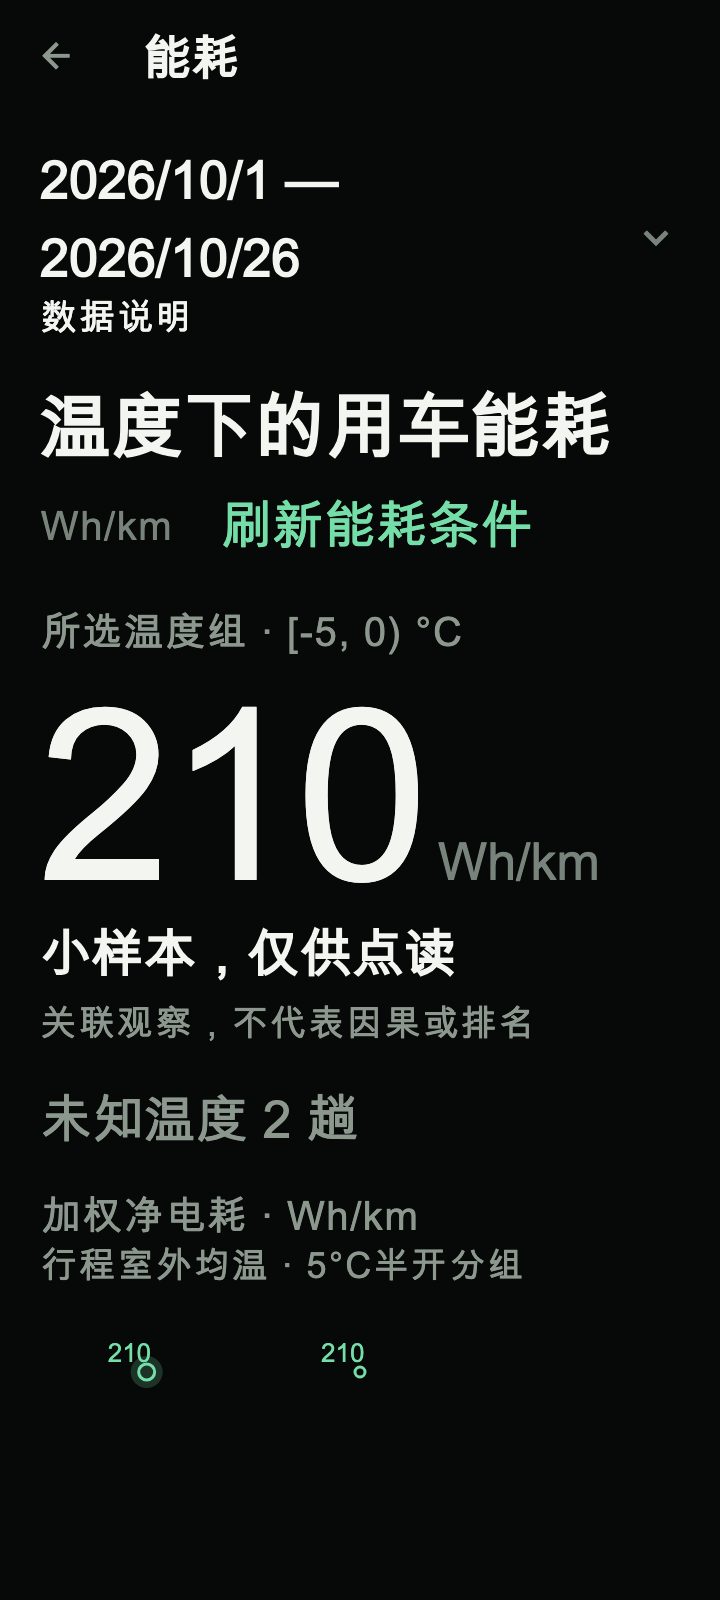 能耗
2026/10/1 —
2026/10/26
数据说明
温度下的用车能耗
Wh/km 刷新能耗条件
所选温度组 · [-5, 0) °C
210 Wh/km
小样本，仅供点读
关联观察，不代表因果或排名
未知温度 2 趟
加权净电耗 · Wh/km
行程室外均温 · 5°C半开分组
210 210